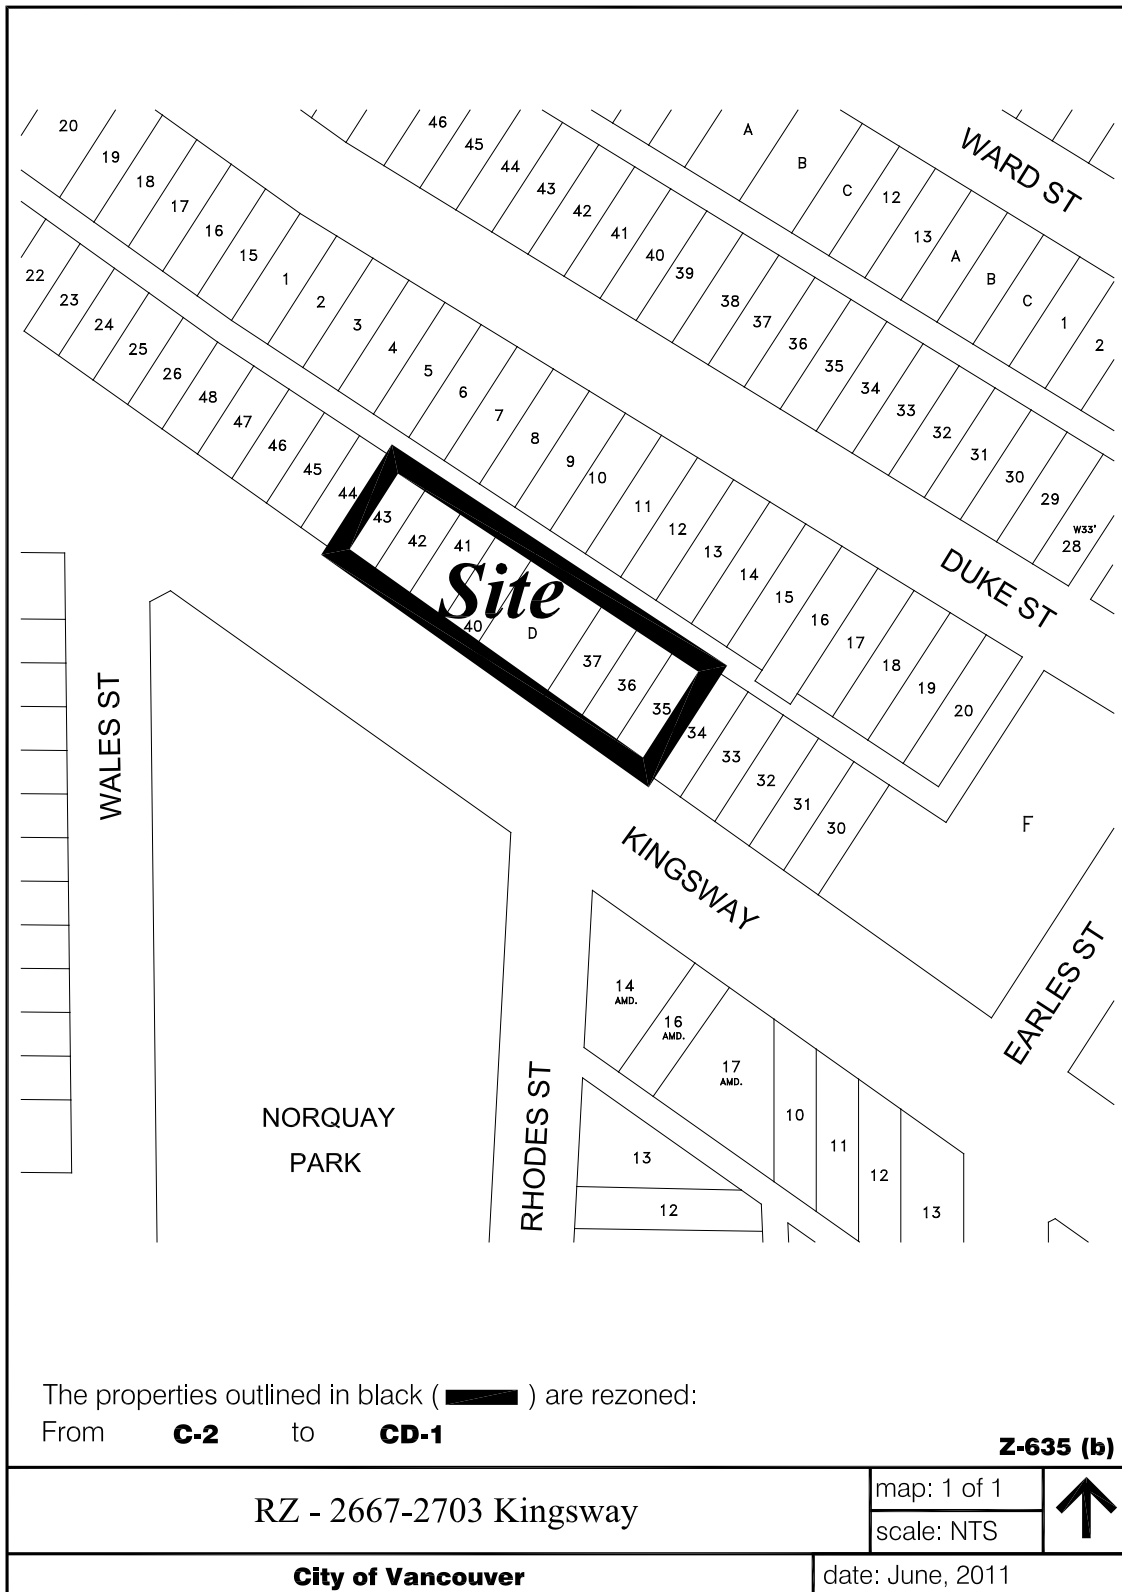 20
19
18
17
16
15
1
2
3
4
5
6
7
8
9
10
11
12
13
14
15
16
17
18
19
20
46
45
44
43
42
41
40
39
38
37
36
35
34
33
32
31
30
29
W33'
28
A
B
C
12
13
A
B
C
1
2
WARD ST
DUKE ST
22
23
24
25
26
48
47
46
45
44
43
42
41
40
Site
D
37
36
35
34
33
32
31
30
F
WALES ST
KINGSWAY
EARLES ST
RHODES ST
NORQUAY
PARK
14
AMD.
16
AMD.
17
AMD.
10
11
12
13
13
12
The properties outlined in black ( ) are rezoned:
From C-2 to CD-1
Z-635 (b)
RZ - 2667-2703 Kingsway
map: 1 of 1
scale: NTS
City of Vancouver
date: June, 2011